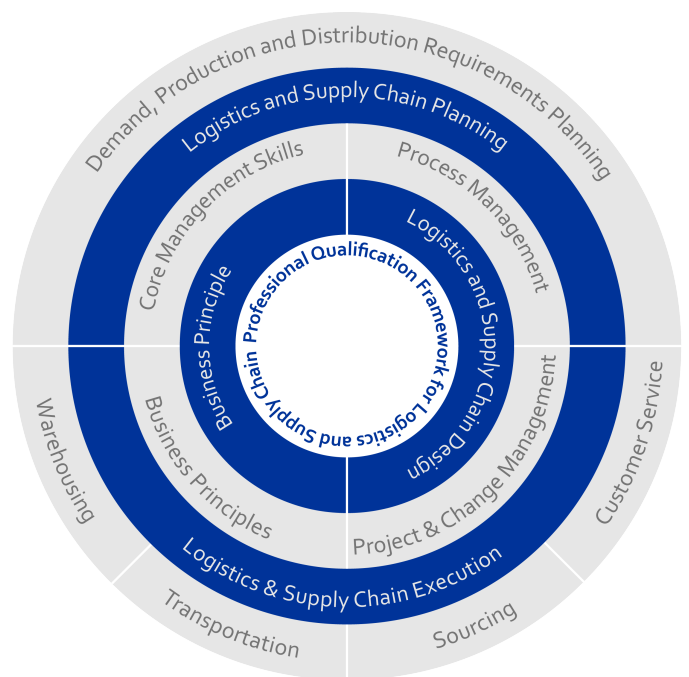 Demand, Production and Distribution Requirements Planning
Logistics and Supply Chain Planning
Core Management Skills
Process Management
Business Principle
Logistics and Supply Chain Design
Professional Qualification Framework for Logistics and Supply Chain
Business Principles
Project & Change Management
Logistics & Supply Chain Execution
Warehousing
Transportation
Sourcing
Customer Service